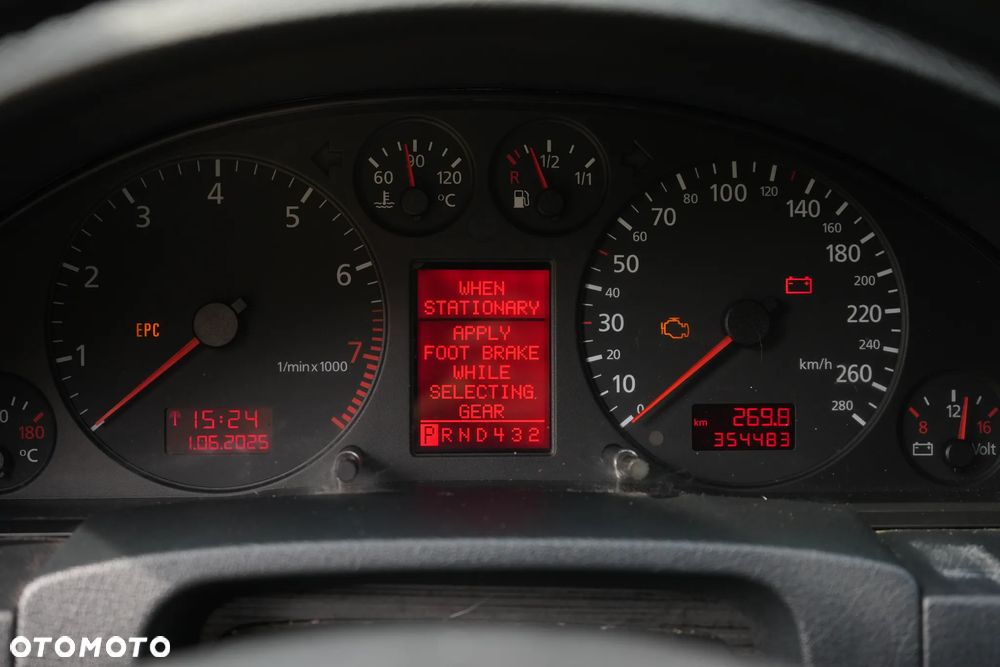 1
2
3
4
5
6
7
1/min x 1000
EPC
15:24
1.06.2025
0
180
°C
60
90
120
°C
R
1/2
1/1
WHEN
STATIONARY
APPLY
FOOT BRAKE
WHILE
SELECTING.
GEAR
PRND432
0
10
20
30
40
50
60
70
80
100
120
140
160
180
200
220
240
260
280
km/h
km 269.8
354483
8
12
16
Volt
OTOMOTO